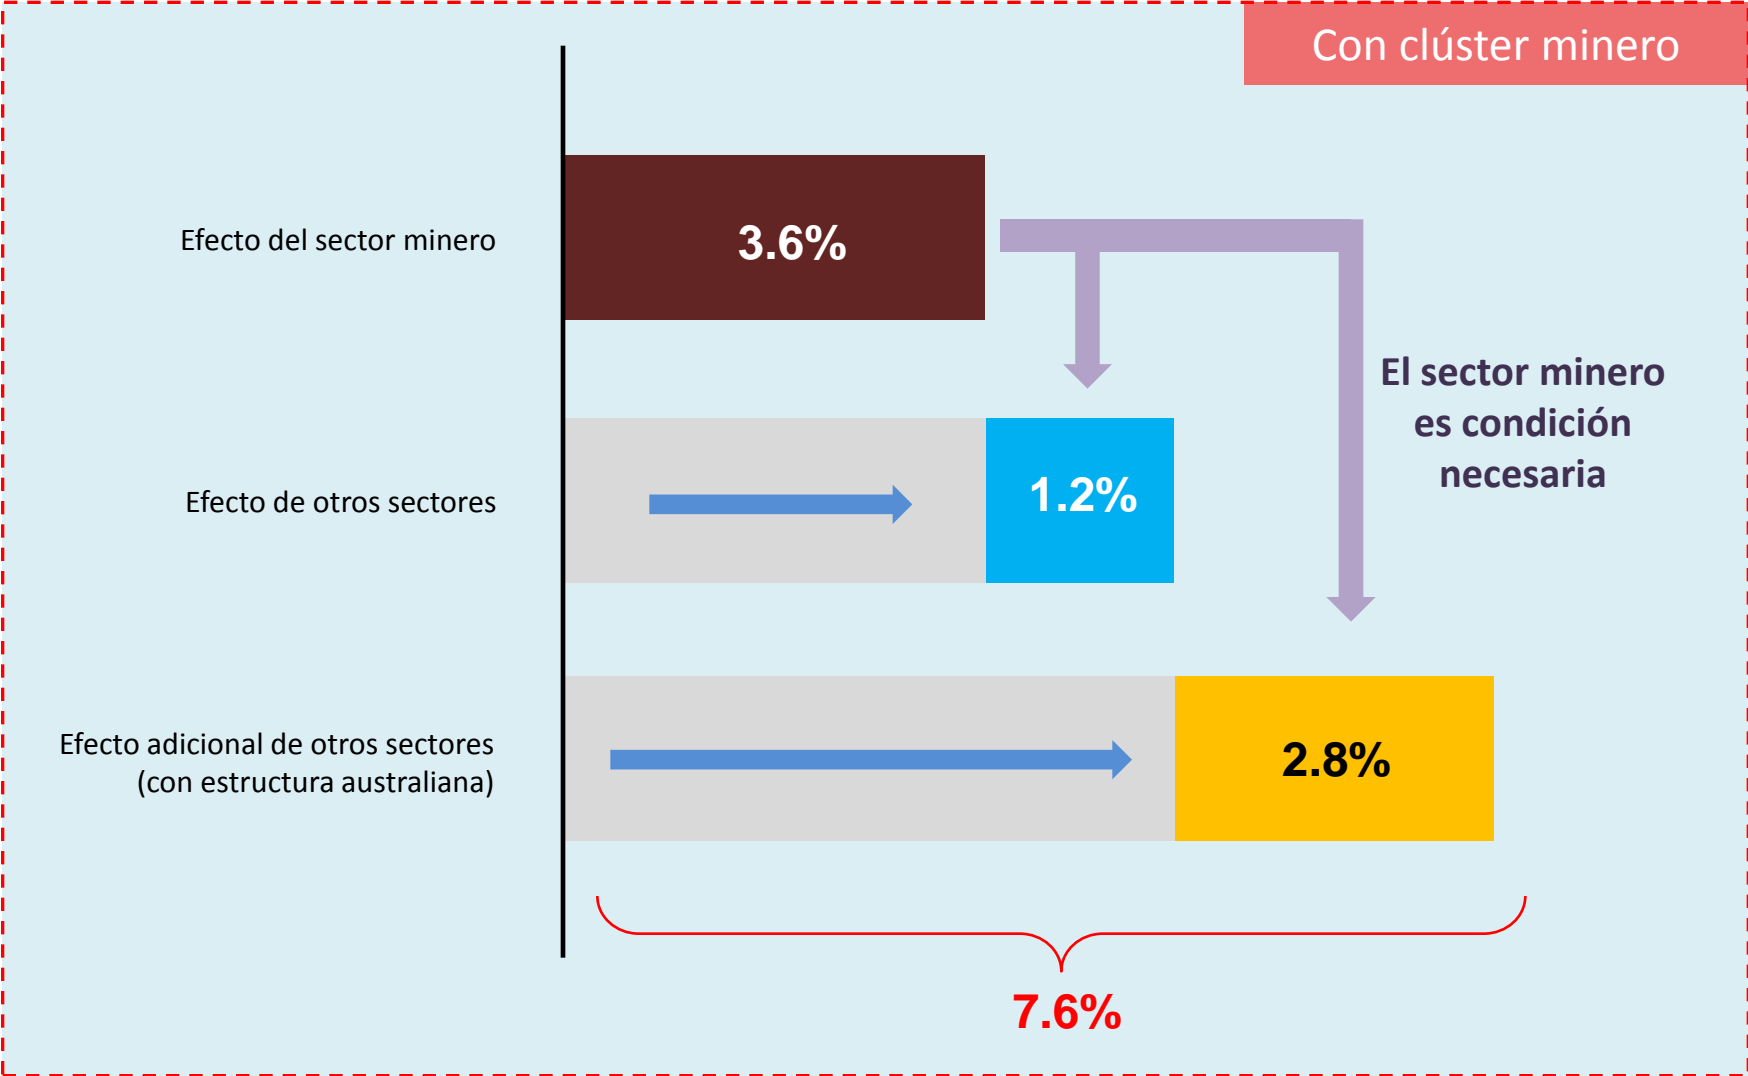 Con clúster minero
Efecto del sector minero
3.6%
El sector minero
es condición
necesaria
Efecto de otros sectores
1.2%
Efecto adicional de otros sectores
(con estructura australiana)
2.8%
7.6%